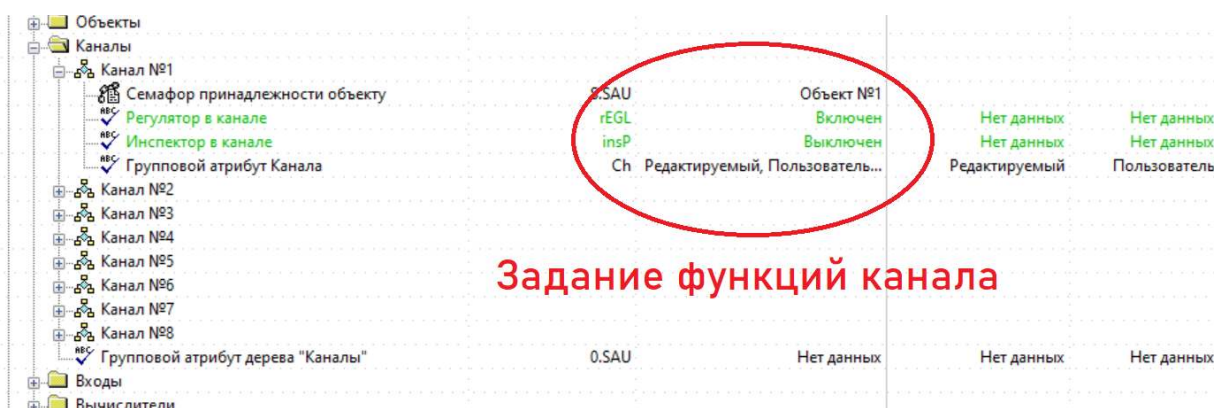 Объекты
Каналы
Канал №1
Семафор принадлежности объекту S.SAU Объект №1
Регулятор в канале rEGL Включен Нет данных Нет данных
Инспектор в канале insP Выключен Нет данных Нет данных
Групповой атрибут Канала Ch Редактируемый, Пользователь... Редактируемый Пользователь
Канал №2
Канал №3
Канал №4
Канал №5
Канал №6
Канал №7
Канал №8
Задание функций канала
Групповой атрибут дерева "Каналы" 0.SAU Нет данных Нет данных Нет данных
Входы
Вычислители